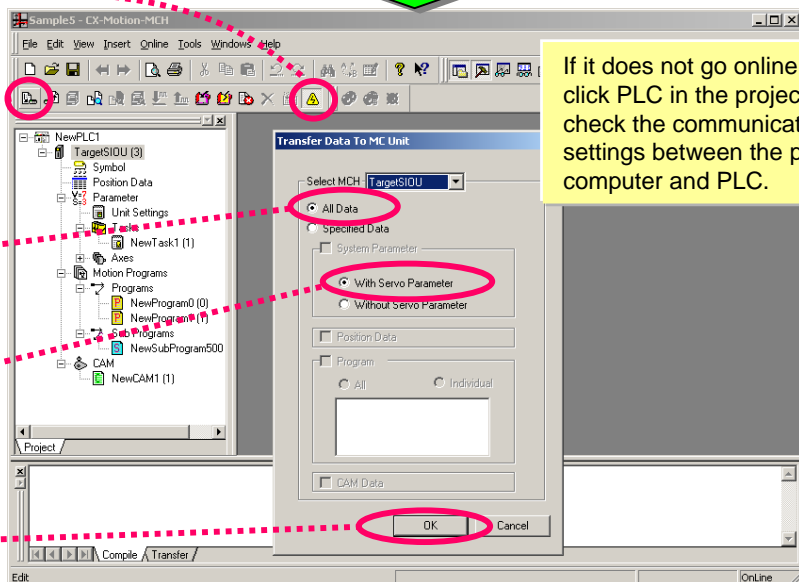 Sample5 - CX-Motion-MCH
File Edit View Insert Online Tools Windows Help
If it does not go online
click PLC in the projec
check the communicat
settings between the p
computer and PLC.
NewPLC1
TargetSIOU (3)
Symbol
Position Data
Parameter
Unit Settings
Tasks
NewTask1 (1)
Axes
Motion Programs
Programs
NewProgram0 (0)
NewProgram1 (1)
Sub Programs
NewSubProgram500
CAM
NewCAM1 (1)
Project
Transfer Data To MC Unit
Select MCH
TargetSIOU
All Data
Specified Data
System Parameter
With Servo Parameter
Without Servo Parameter
Position Data
Program
All
Individual
CAM Data
OK
Cancel
Compile
Transfer
Edit
OnLine